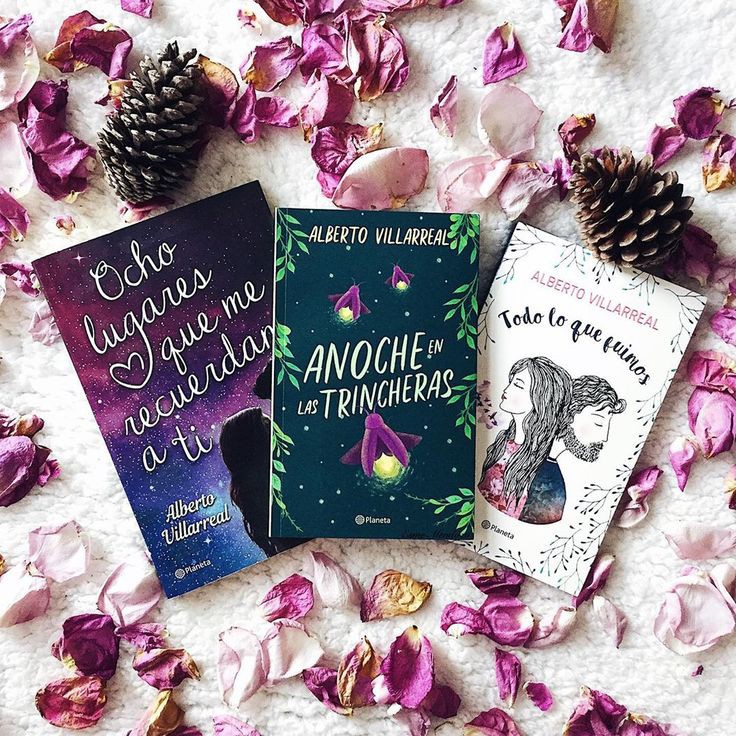 Ocho
lugares
que me
recuerdan
a ti
Alberto
Villarreal
Planeta
ALBERTO VILLARREAL
ANOCHE EN
LAS TRINCHERAS
Planeta
ALBERTO VILLARREAL
Todo lo que fuimos
Planeta